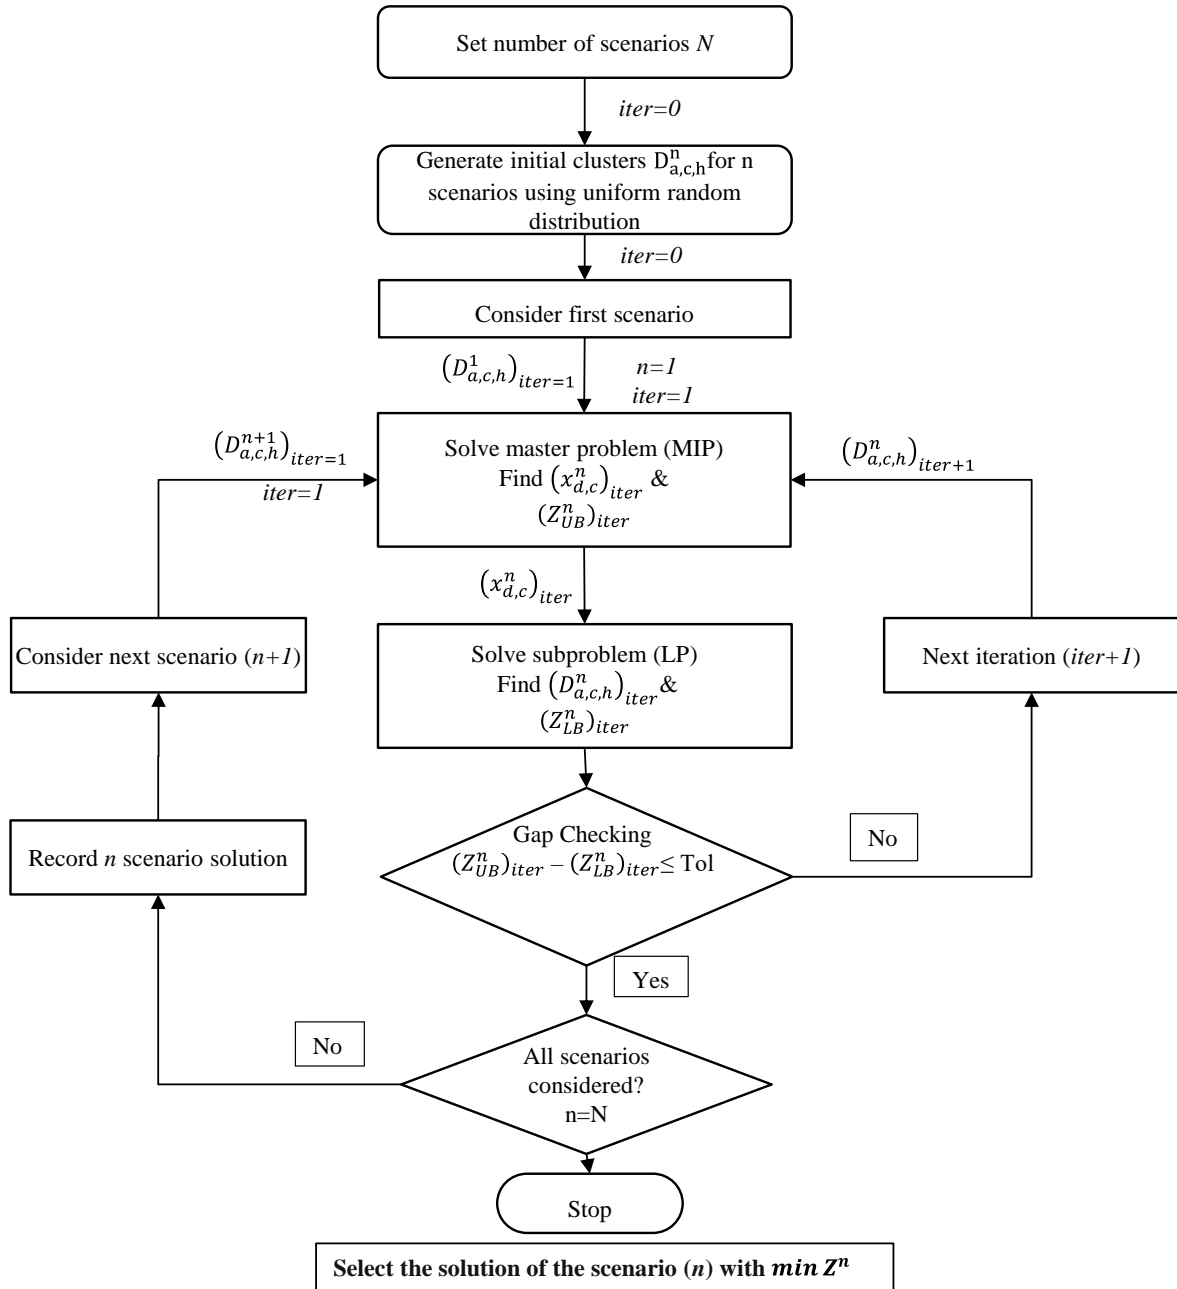 Set number of scenarios N
iter=0
Generate initial clusters D^n_{a,c,h} for n
scenarios using uniform random
distribution
iter=0
Consider first scenario
(D^1_{a,c,h})_{iter=1}
n=1
iter=1
Solve master problem (MIP)
Find (x^n_{d,c})_{iter} &
(Z^n_{UB})_{iter}
(D^{n+1}_{a,c,h})_{iter=1}
iter=1
(D^n_{a,c,h})_{iter+1}
(x^n_{d,c})_{iter}
Consider next scenario (n+1)
Solve subproblem (LP)
Find (D^n_{a,c,h})_{iter} &
(Z^n_{LB})_{iter}
Next iteration (iter+1)
Record n scenario solution
Gap Checking
(Z^n_{UB})_{iter} – (Z^n_{LB})_{iter} ≤ Tol
No
Yes
No
All scenarios
considered?
n=N
Stop
Select the solution of the scenario (n) with min Z^n